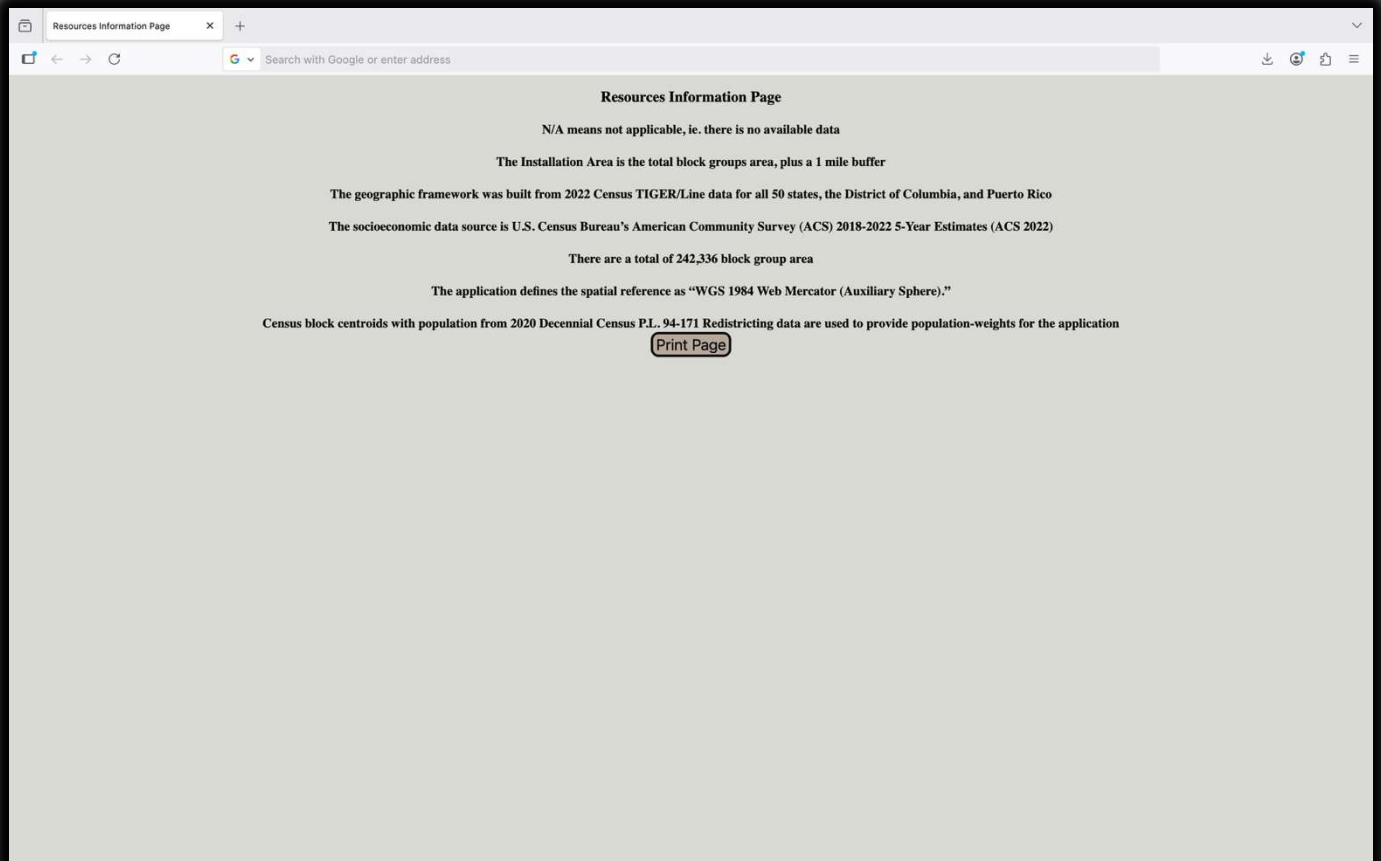 Resources Information Page
Search with Google or enter address
Resources Information Page
N/A means not applicable, ie. there is no available data
The Installation Area is the total block groups area, plus a 1 mile buffer
The geographic framework was built from 2022 Census TIGER/Line data for all 50 states, the District of Columbia, and Puerto Rico
The socioeconomic data source is U.S. Census Bureau’s American Community Survey (ACS) 2018-2022 5-Year Estimates (ACS 2022)
There are a total of 242,336 block group area
The application defines the spatial reference as “WGS 1984 Web Mercator (Auxiliary Sphere).”
Census block centroids with population from 2020 Decennial Census P.L. 94-171 Redistricting data are used to provide population-weights for the application
Print Page